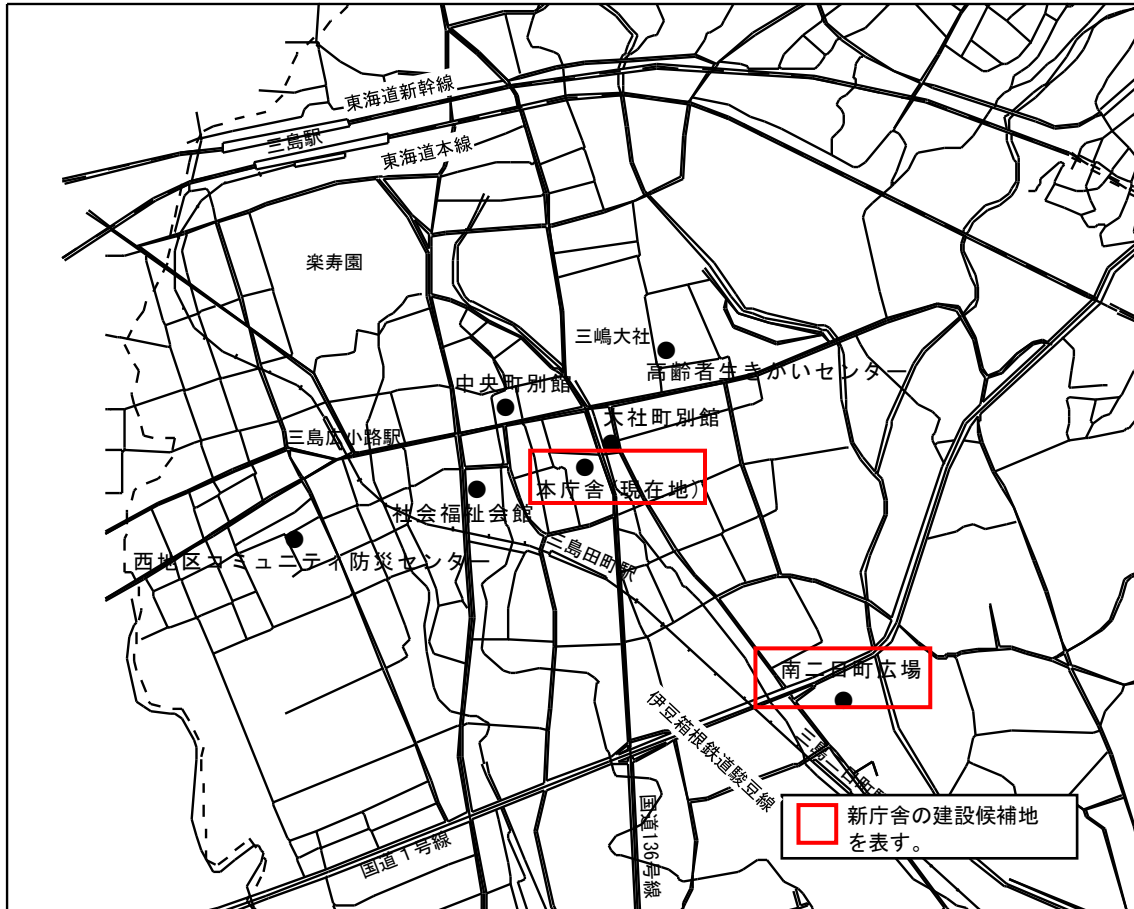 東海道新幹線
三島駅
東海道本線
楽寿園
三嶋大社
高齢者生きがいセンター
中央町別館
大社町別館
三島広小路駅
本庁舎（現在地）
社会福祉会館
西地区コミュニティ防災センター
三島田町駅
南二日町広場
伊豆箱根鉄道駿豆線
三島二日町駅
国道136号線
国道１号線
新庁舎の建設候補地
を表す。